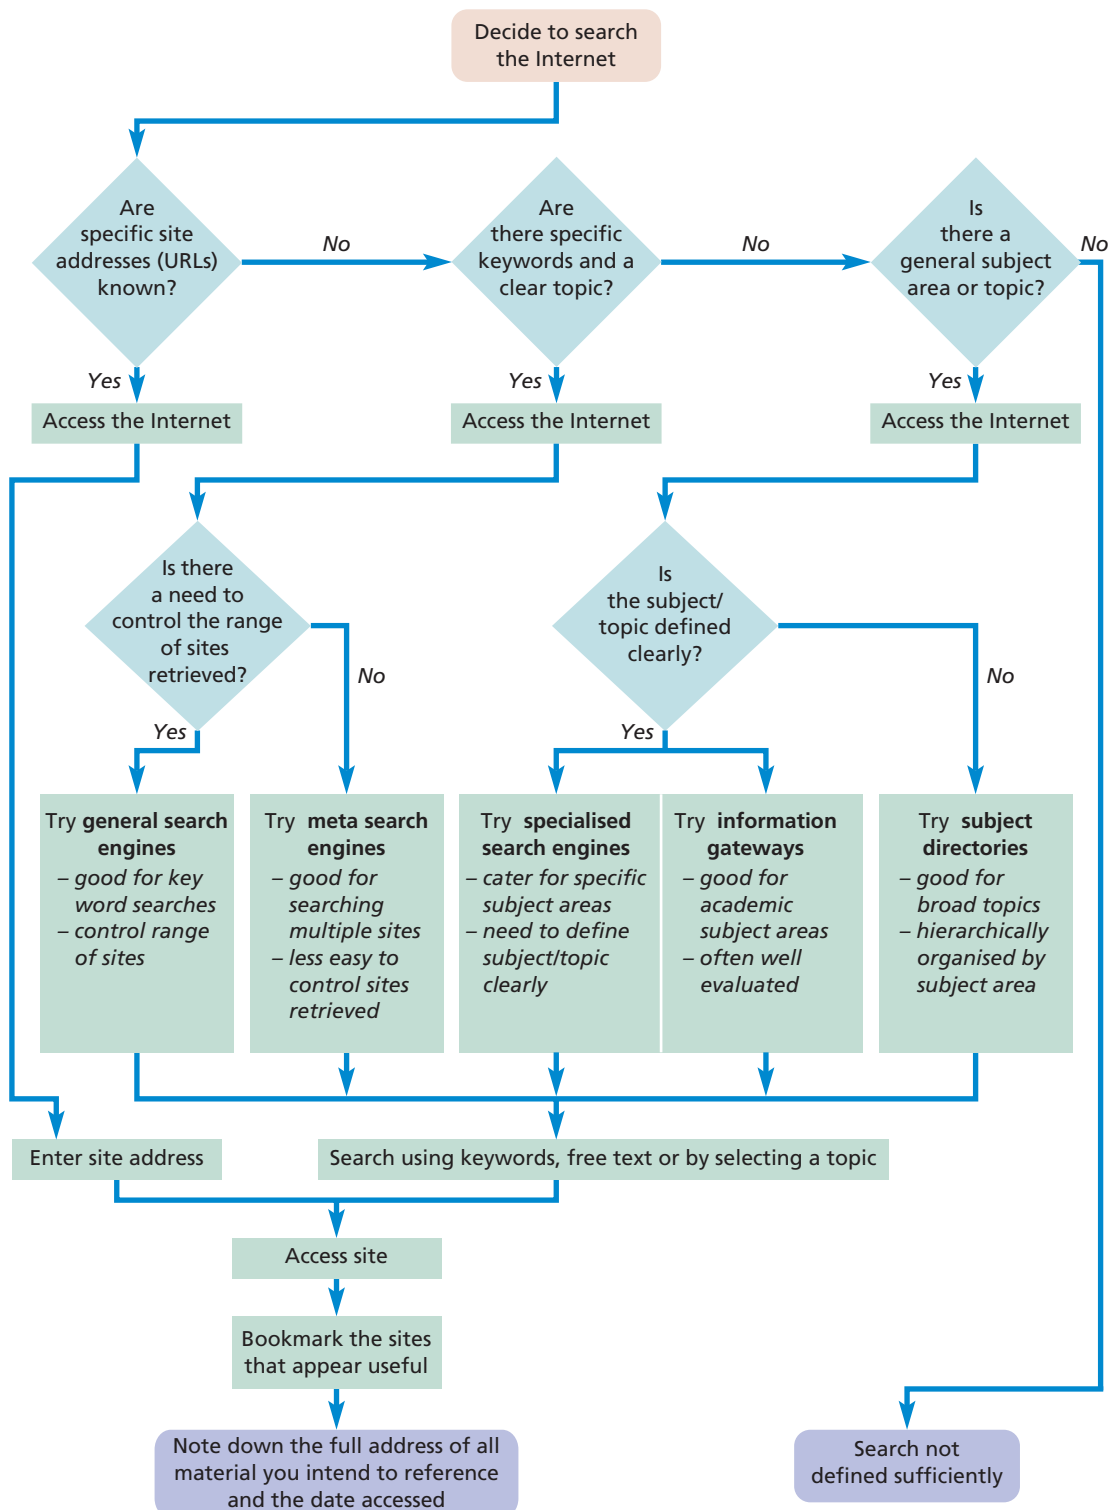 Decide to search
the Internet
Are
specific site
addresses (URLs)
known?
No
Are
there specific
keywords and a
clear topic?
No
Is
there a
general subject
area or topic?
No
Yes
Yes
Yes
Access the Internet
Access the Internet
Access the Internet
Is there
a need to
control the range
of sites
retrieved?
No
Yes
Is
the subject/
topic defined
clearly?
No
Yes
Try general search
engines
– good for key
word searches
– control range
of sites
Try meta search
engines
– good for
searching
multiple sites
– less easy to
control sites
retrieved
Try specialised
search engines
– cater for specific
subject areas
– need to define
subject/topic
clearly
Try information
gateways
– good for
academic
subject areas
– often well
evaluated
Try subject
directories
– good for
broad topics
– hierarchically
organised by
subject area
Enter site address
Search using keywords, free text or by selecting a topic
Access site
Bookmark the sites
that appear useful
Note down the full address of all
material you intend to reference
and the date accessed
Search not
defined sufficiently